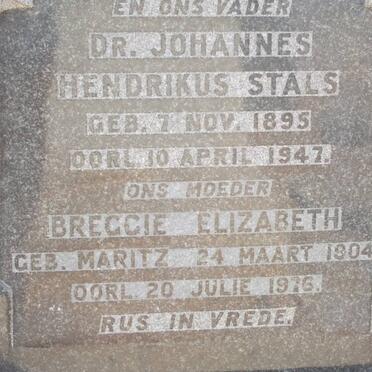 EN ONS VADER
DR. JOHANNES
HENDRIKUS STALS
GEB. 7 NOV. 1895
OORL. 10 APRIL 1947.
ONS MOEDER
BREGGIE ELIZABETH
GEB. MARITZ 24 MAART 1904
OORL. 20 JULIE 1976.
RUS IN VREDE.